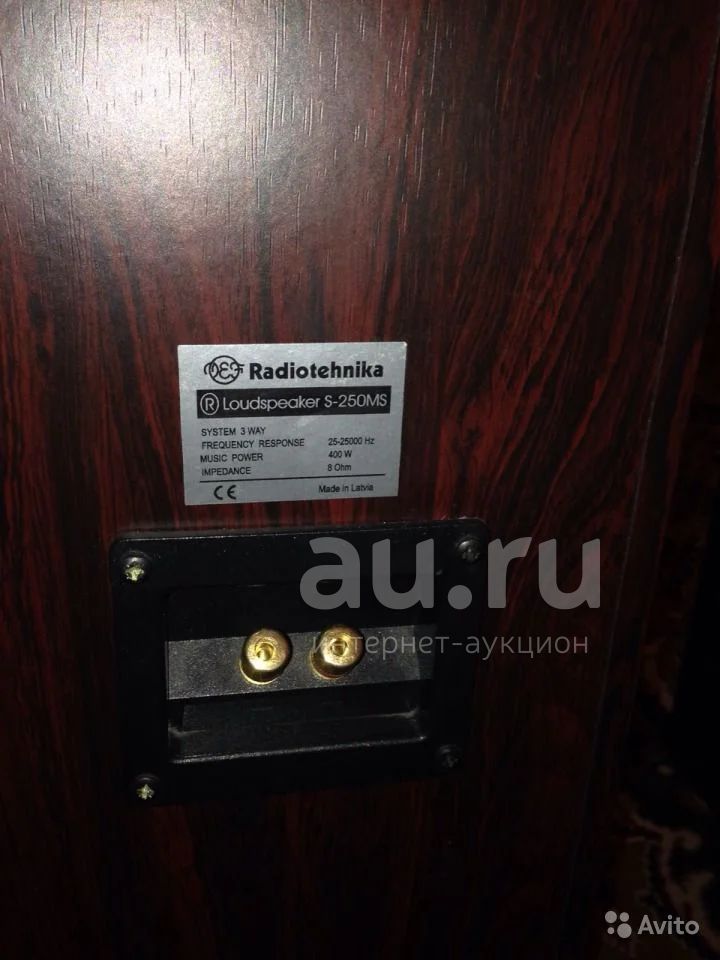 Radiotehnika
R Loudspeaker S-250MS
SYSTEM 3 WAY
FREQUENCY RESPONSE 25-25000 Hz
MUSIC POWER 400 W
IMPEDANCE 8 Ohm
CE Made in Latvia
au.ru
интернет-аукцион
Avito